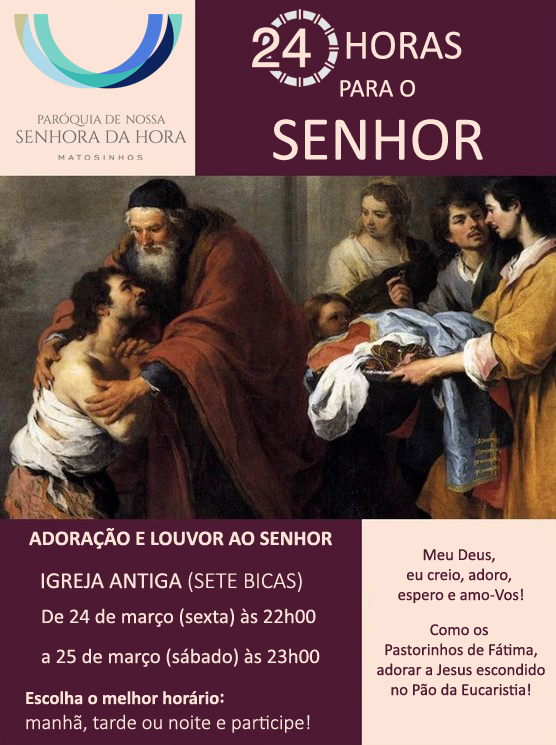 PARÓQUIA DE NOSSA
SENHORA DA HORA
MATOSINHOS
24 HORAS
PARA O
SENHOR
ADORAÇÃO E LOUVOR AO SENHOR
IGREJA ANTIGA (SETE BICAS)
De 24 de março (sexta) às 22h00
a 25 de março (sábado) às 23h00
Escolha o melhor horário:
manhã, tarde ou noite e participe!
Meu Deus,
eu creio, adoro,
espero e amo-Vos!
Como os
Pastorinhos de Fátima,
adorar a Jesus escondido
no Pão da Eucaristia!